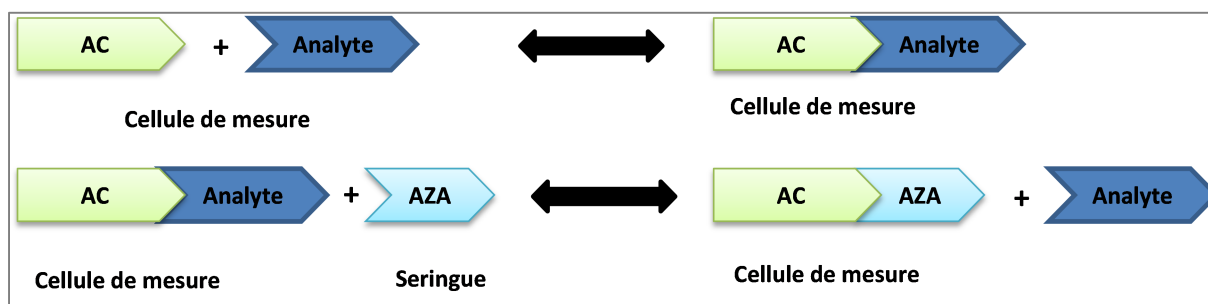 AC + Analyte AC Analyte
Cellule de mesure Cellule de mesure
AC Analyte + AZA AC AZA + Analyte
Cellule de mesure Seringue Cellule de mesure